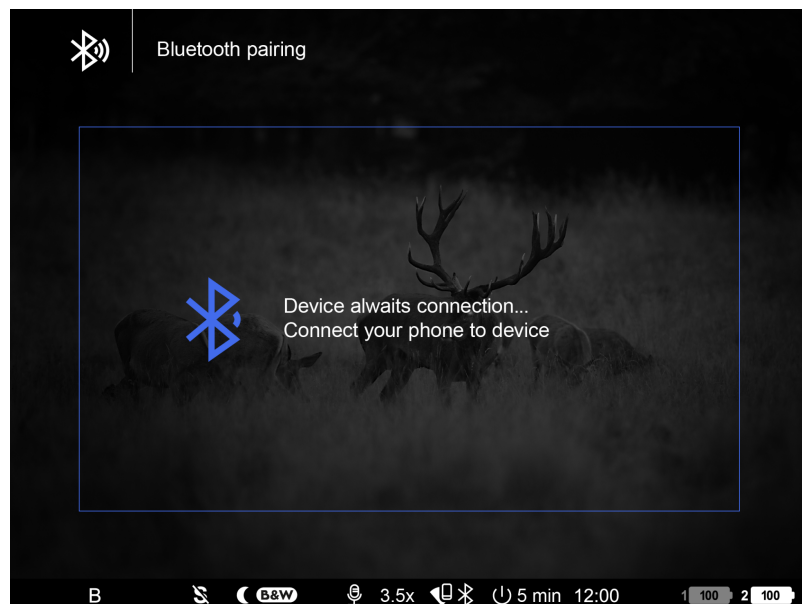 Bluetooth pairing
Device alwaits connection...
Connect your phone to device
B B&W 3.5x 5 min 12:00 1 100 2 100